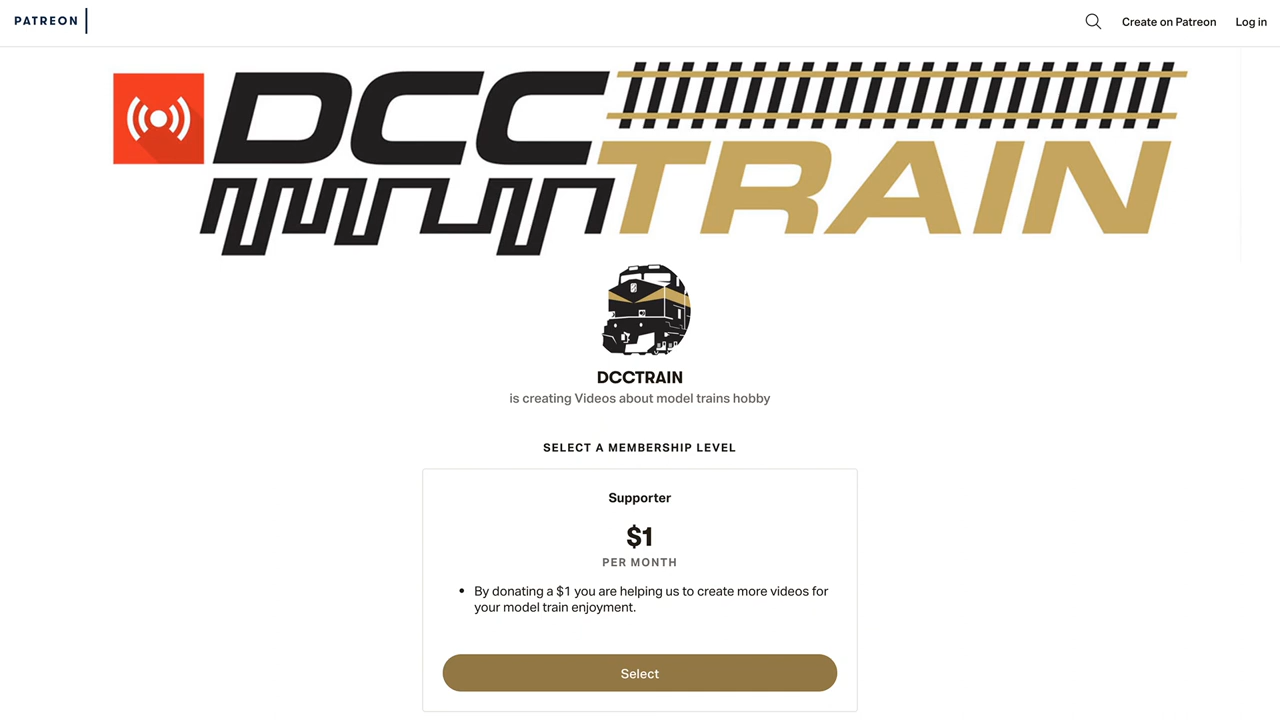 PATREON
Create on Patreon
Log in
DCC
TRAIN
DCCTRAIN
is creating Videos about model trains hobby
SELECT A MEMBERSHIP LEVEL
Supporter
$1
PER MONTH
By donating a $1 you are helping us to create more videos for
your model train enjoyment.
Select